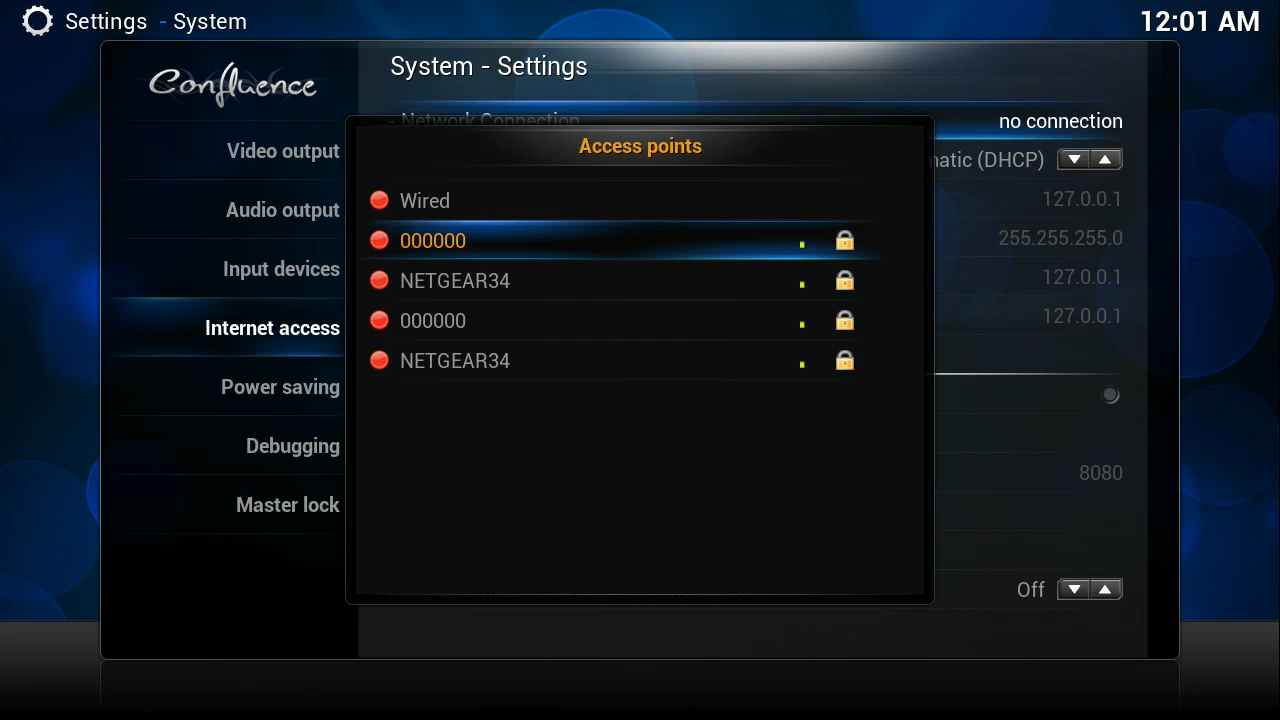 Settings - System
12:01 AM
Confluence
System - Settings
- Network Connection
no connection
Access points
Video output
matic (DHCP)
Wired
127.0.0.1
Audio output
000000
255.255.255.0
Input devices
NETGEAR34
127.0.0.1
000000
127.0.0.1
Internet access
NETGEAR34
Power saving
Debugging
8080
Master lock
Off